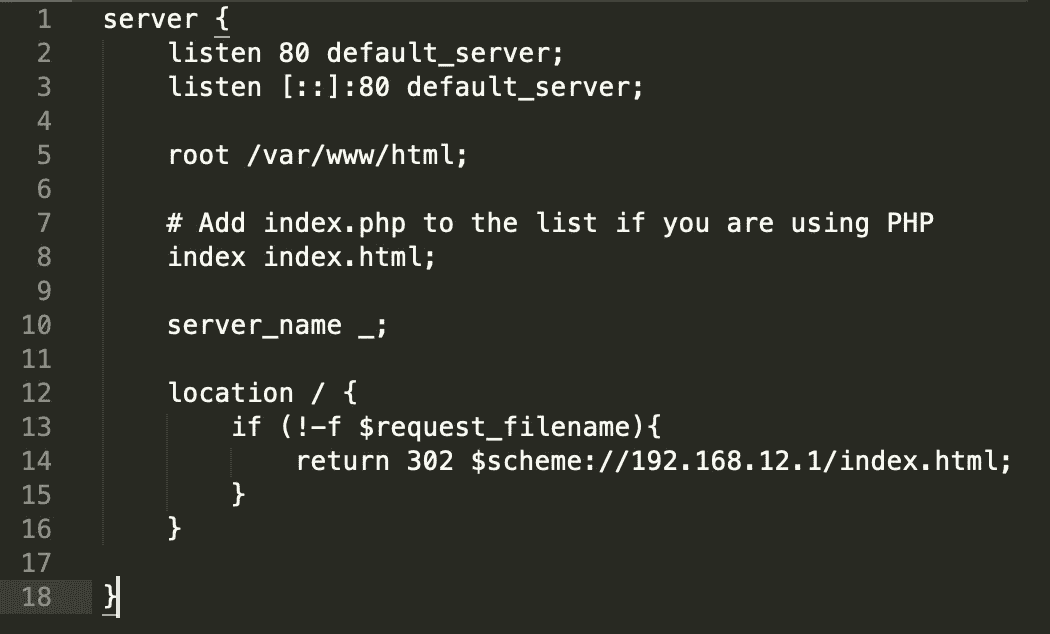 1 server {
2 listen 80 default_server;
3 listen [::]:80 default_server;
4
5 root /var/www/html;
6
7 # Add index.php to the list if you are using PHP
8 index index.html;
9
10 server_name _;
11
12 location / {
13 if (!-f $request_filename){
14 return 302 $scheme://192.168.12.1/index.html;
15 }
16 }
17
18 }